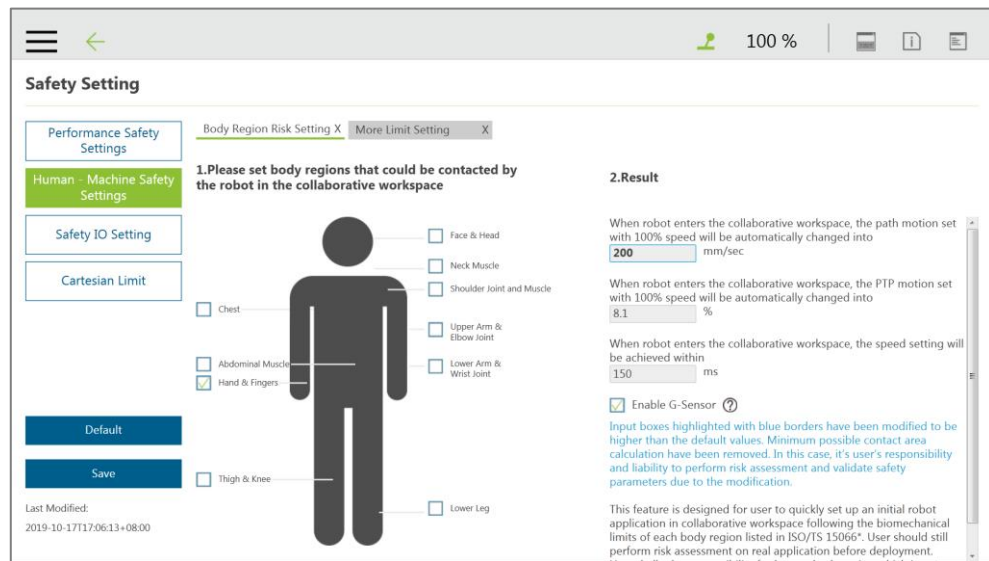 100 %
Safety Setting
Performance Safety
Settings
Human - Machine Safety
Settings
Safety IO Setting
Cartesian Limit
Default
Save
Last Modified:
2019-10-17T17:06:13+08:00
Body Region Risk Setting X
More Limit Setting X
1.Please set body regions that could be contacted by
the robot in the collaborative workspace
Face & Head
Neck Muscle
Shoulder Joint and Muscle
Chest
Upper Arm &
Elbow Joint
Abdominal Muscle
Lower Arm &
Wrist Joint
Hand & Fingers
Thigh & Knee
Lower Leg
2.Result
When robot enters the collaborative workspace, the path motion set
with 100% speed will be automatically changed into
200 mm/sec
When robot enters the collaborative workspace, the PTP motion set
with 100% speed will be automatically changed into
8.1 %
When robot enters the collaborative workspace, the speed setting will
be achieved within
150 ms
Enable G-Sensor ?
Input boxes highlighted with blue borders have been modified to be
higher than the default values. Minimum possible contact area
calculation have been removed. In this case, it's user's responsibility
and liability to perform risk assessment and validate safety
parameters due to the modification.
This feature is designed for user to quickly set up an initial robot
application in collaborative workspace following the biomechanical
limits of each body region listed in ISO/TS 15066*. User should still
perform risk assessment on real application before deployment.